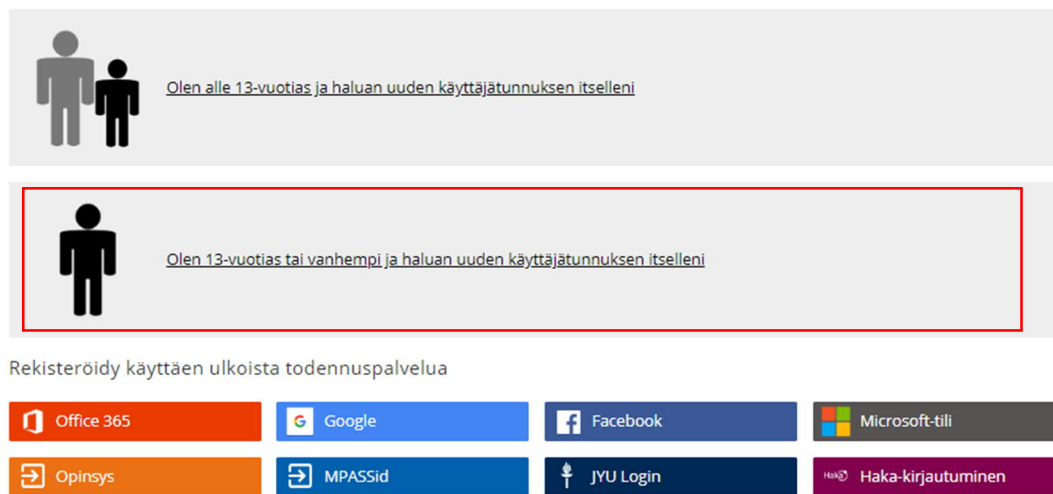 Olen alle 13-vuotias ja haluan uuden käyttäjätunnuksen itselleni
Olen 13-vuotias tai vanhempi ja haluan uuden käyttäjätunnuksen itselleni
Rekisteröidy käyttäen ulkoista todennuspalvelua
Office 365
G Google
f Facebook
Microsoft-tili
Opinsys
MPASSid
JYU Login
Haka Haka-kirjautuminen